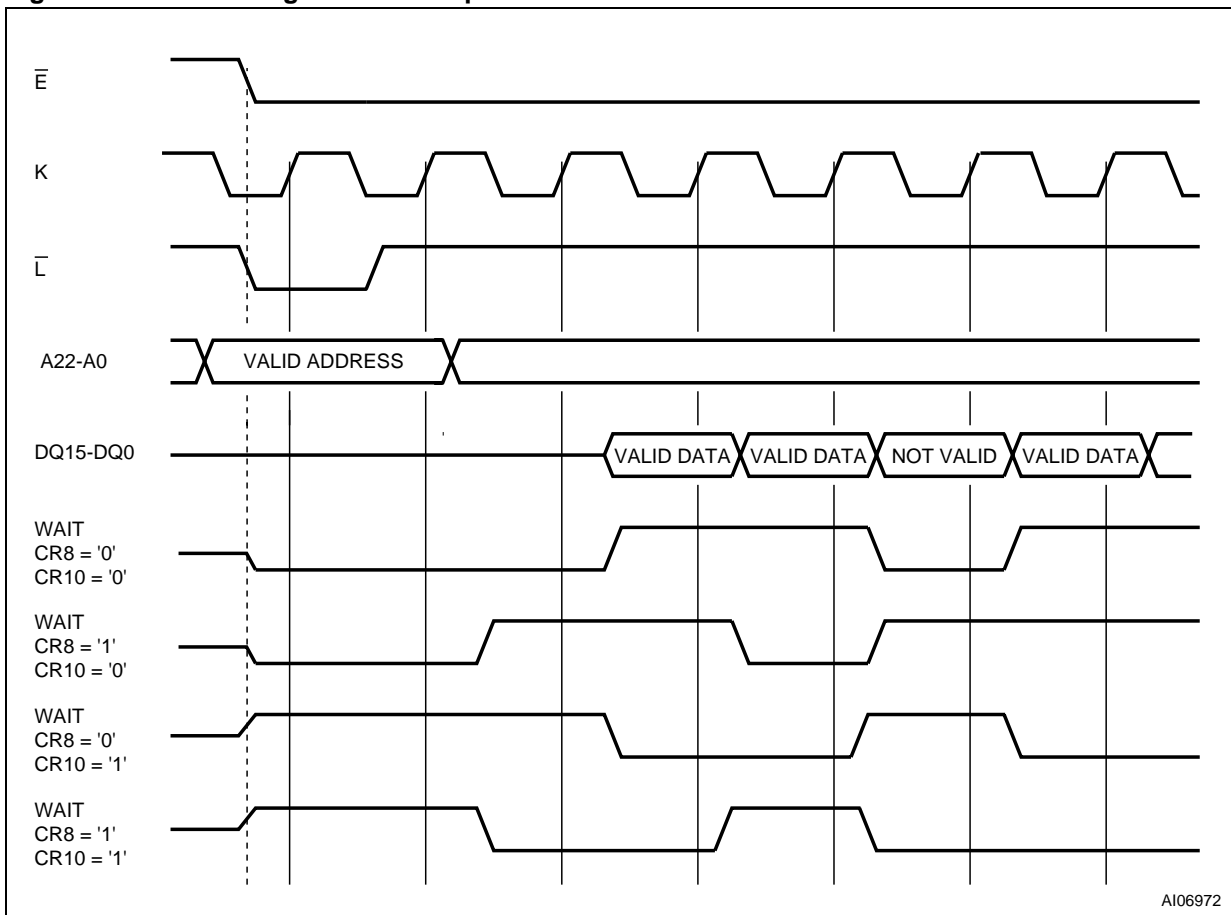 E
K
L
A22-A0
VALID ADDRESS
DQ15-DQ0
VALID DATA VALID DATA NOT VALID VALID DATA
WAIT
CR8 = '0'
CR10 = '0'
WAIT
CR8 = '1'
CR10 = '0'
WAIT
CR8 = '0'
CR10 = '1'
WAIT
CR8 = '1'
CR10 = '1'
AI06972